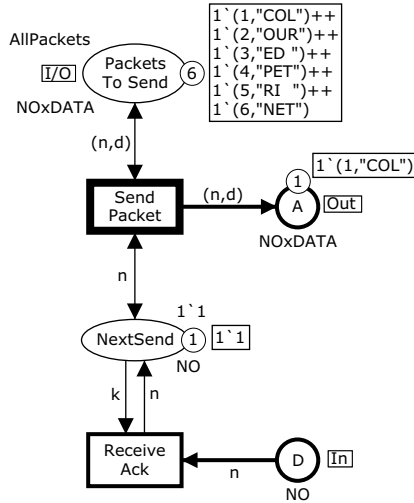 AllPackets
Packets
To Send
I/O
6
NOxDATA
1`(1,"COL")++
1`(2,"OUR")++
1`(3,"ED ")++
1`(4,"PET")++
1`(5,"RI  ")++
1`(6,"NET")
(n,d)
Send
Packet
(n,d)
1`(1,"COL")
1
A
Out
NOxDATA
n
1`1
NextSend
1
1`1
NO
k
n
Receive
Ack
n
D
In
NO